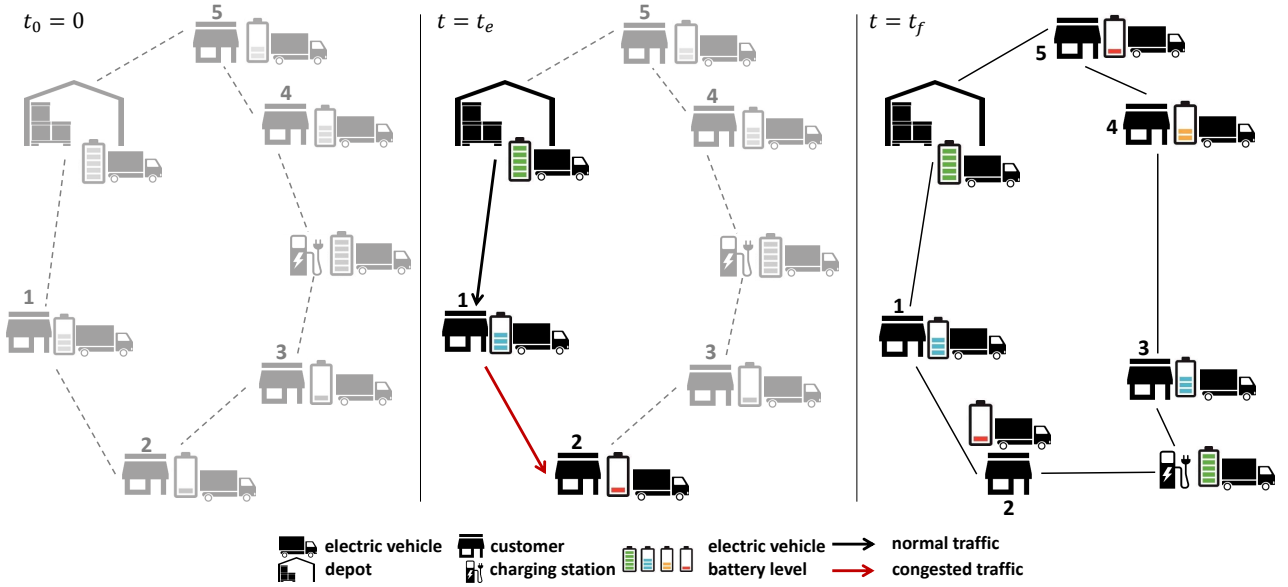 t₀ = 0
5
4
1
3
2
t = tₑ
5
4
1
3
2
t = t_f
5
4
1
3
2
electric vehicle
depot
customer
charging station
electric vehicle
battery level
normal traffic
congested traffic